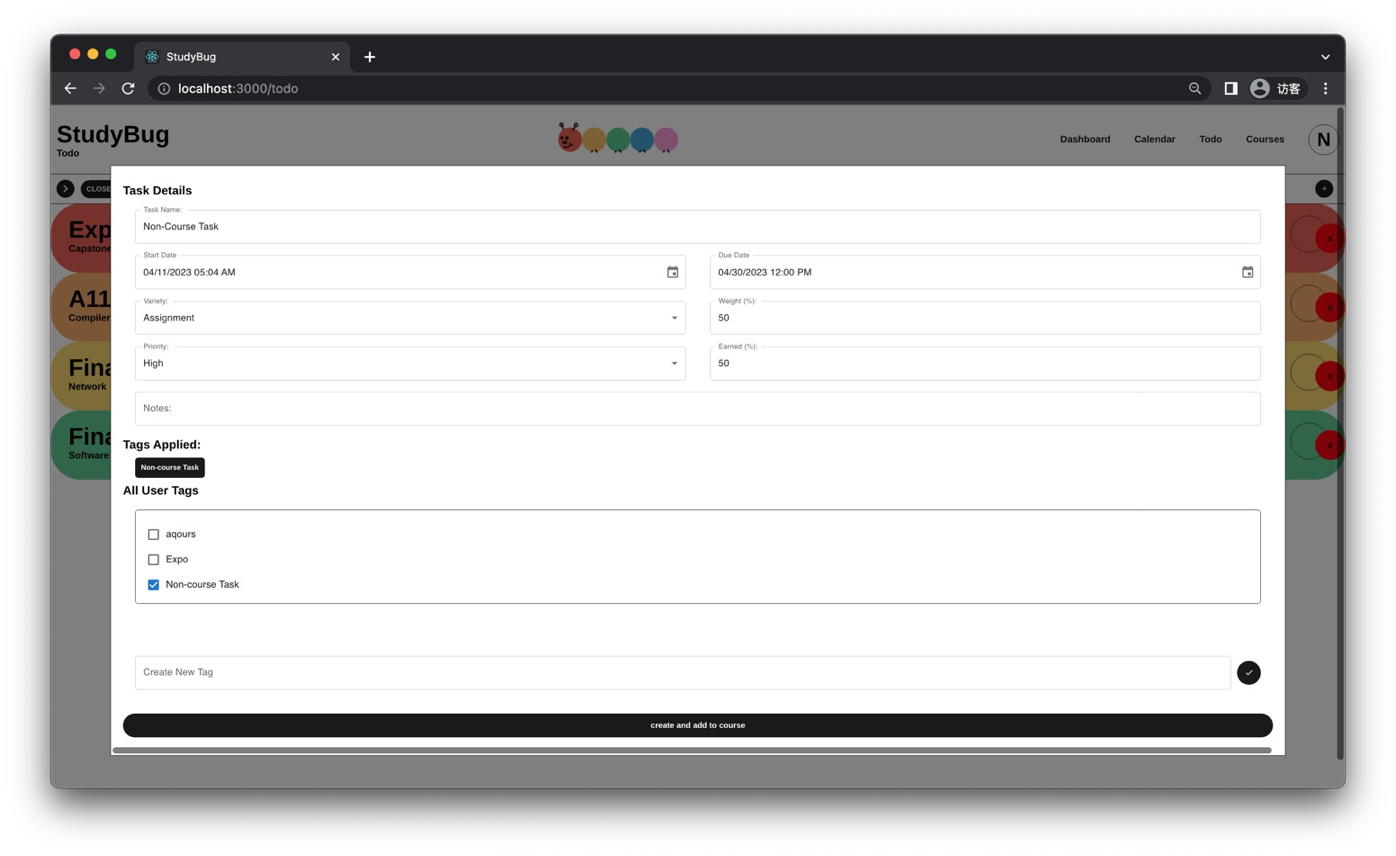 StudyBug
localhost:3000/todo
访客
StudyBug
Todo
Dashboard Calendar Todo Courses N
CLOSE
+
Task Details
Task Name:
Non-Course Task
Start Date
04/11/2023 05:04 AM
Due Date
04/30/2023 12:00 PM
Variety:
Assignment
Weight (%):
50
Priority:
High
Earned (%):
50
Notes:
Tags Applied:
Non-course Task
All User Tags
aqours
Expo
Non-course Task
Create New Tag
create and add to course
Exp
Capstone
x
A11
Compiler
x
Fina
Network
x
Fina
Software
x